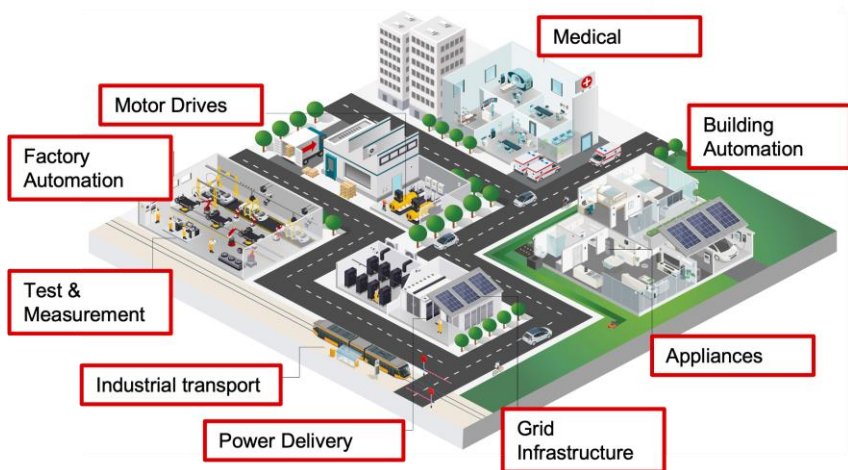 Medical
Motor Drives
Building
Automation
Factory
Automation
Test &
Measurement
Appliances
Industrial transport
Power Delivery
Grid
Infrastructure